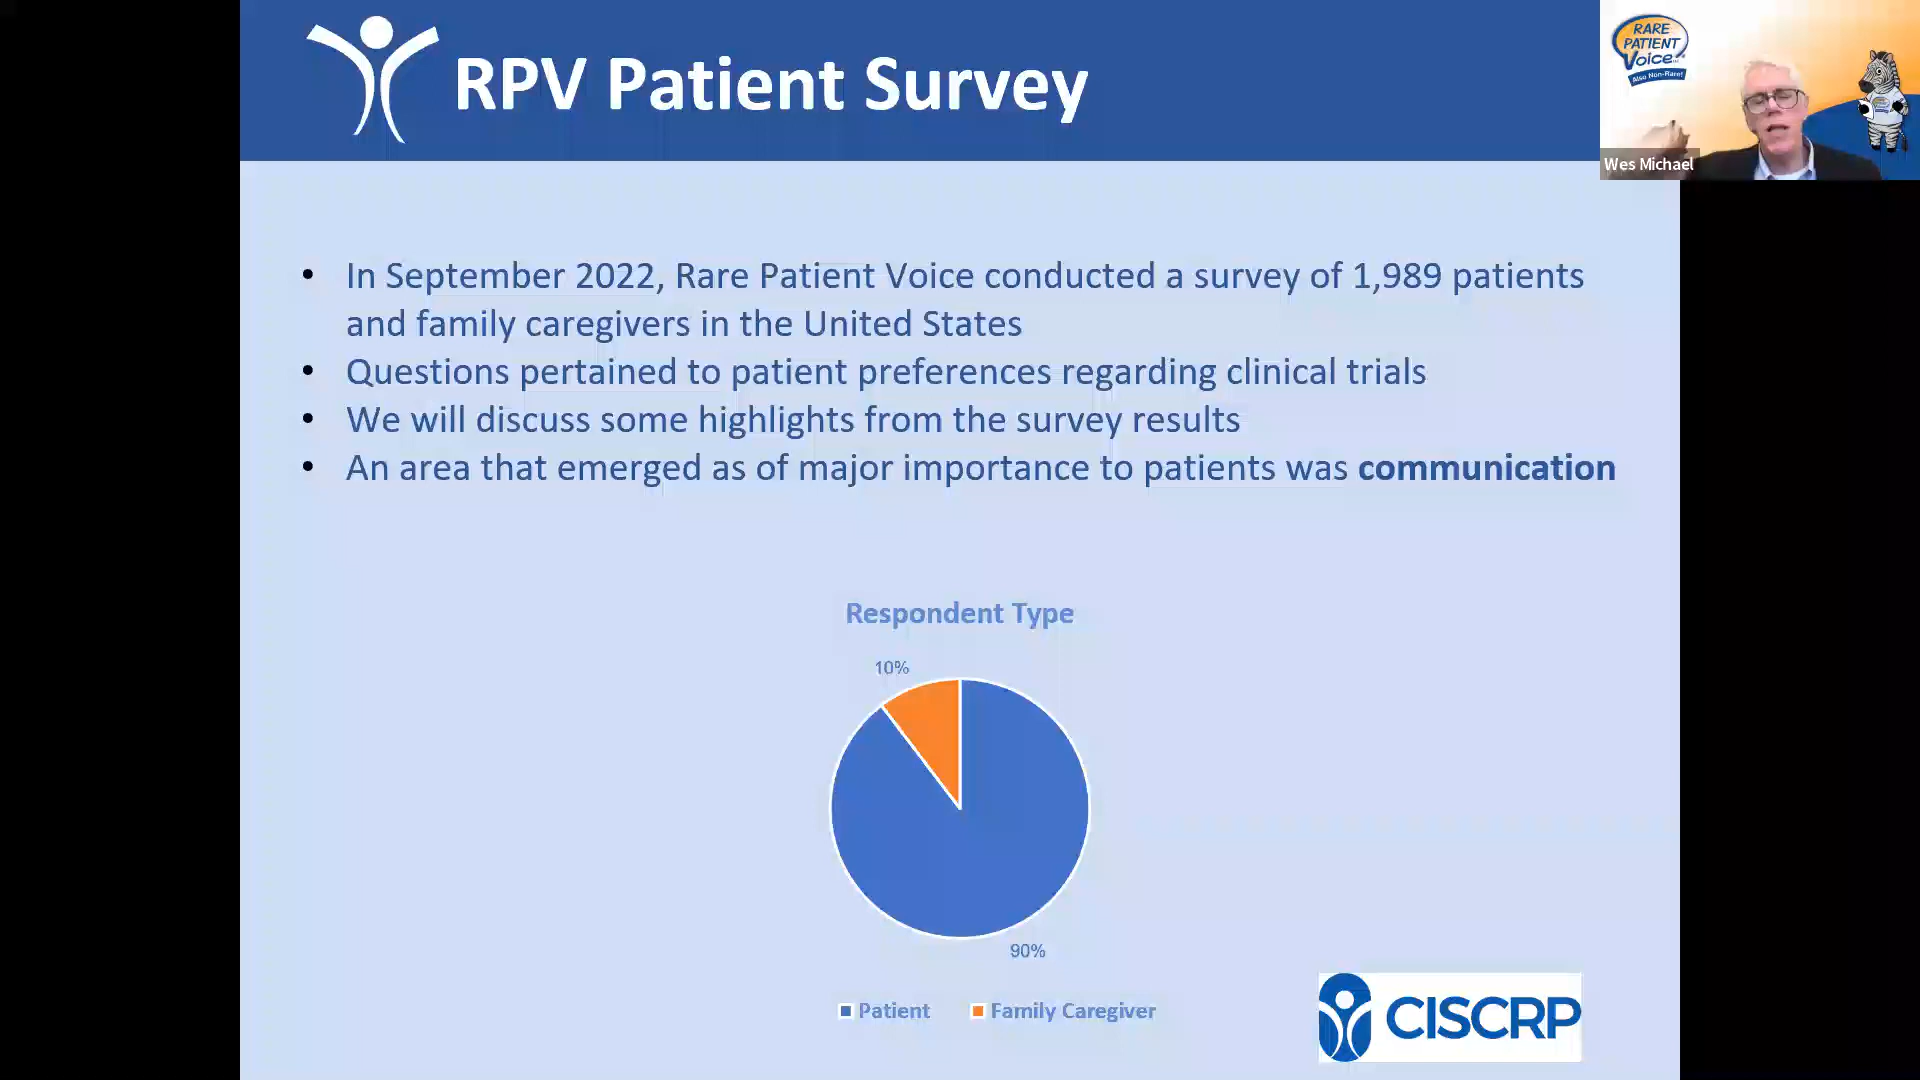 RPV Patient Survey
RARE
PATIENT
Voice
Also Non-Rare!
Wes Michael
• In September 2022, Rare Patient Voice conducted a survey of 1,989 patients
and family caregivers in the United States
• Questions pertained to patient preferences regarding clinical trials
• We will discuss some highlights from the survey results
• An area that emerged as of major importance to patients was communication
Respondent Type
10%
90%
Patient Family Caregiver
CISCRP